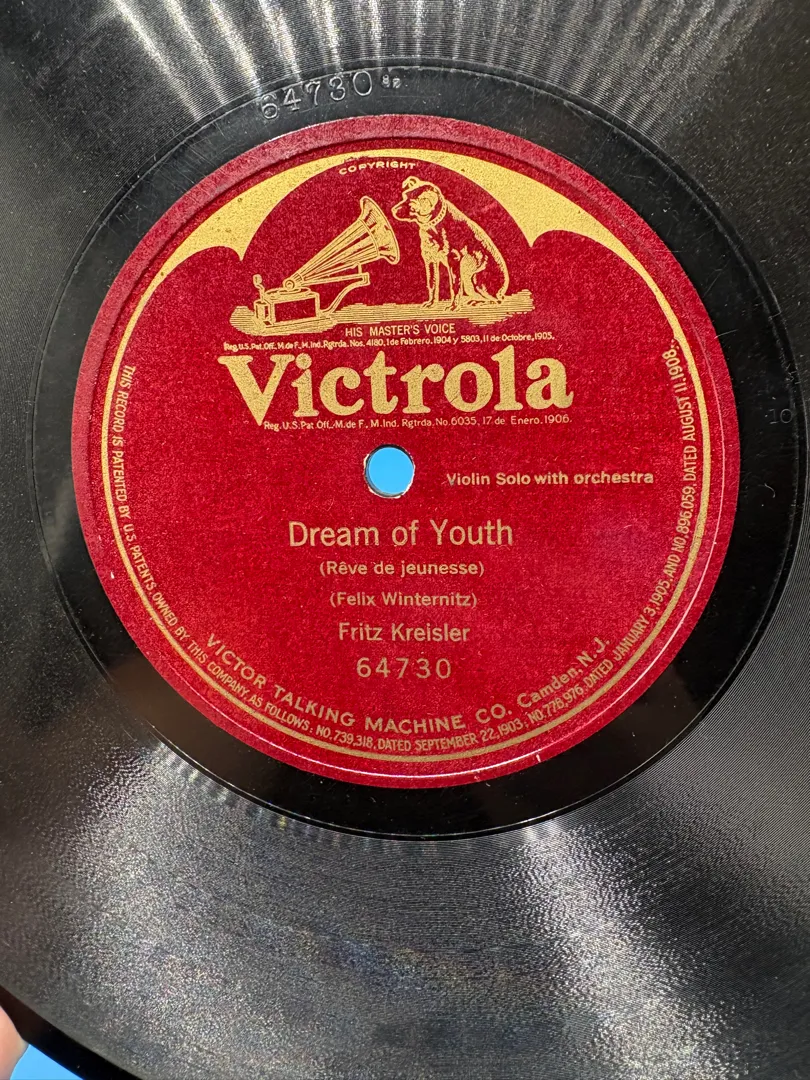 64730
COPYRIGHT
HIS MASTER'S VOICE
Reg.U.S.Pat.Off. M.de F.M.Ind.Rgtrda.Nos. 4180,1de Febrero.1904 y 5803,11 de Octobre,1905.
Victrola
Reg.U.S.Pat Off.M.de F., M.Ind. Rgtrda.No.6035, 17 de Enero.1906.
Violin Solo with orchestra
Dream of Youth
(Rêve de jeunesse)
(Felix Winternitz)
Fritz Kreisler
64730
VICTOR TALKING MACHINE CO. Camden. N.J.
THIS RECORD IS PATENTED BY U.S. PATENTS OWNED BY THIS COMPANY, AS FOLLOWS: NO.739,318, DATED SEPTEMBER 22,1903; NO.778,976, DATED JANUARY 3,1905, AND NO.896,059, DATED AUGUST 11,1908.
10